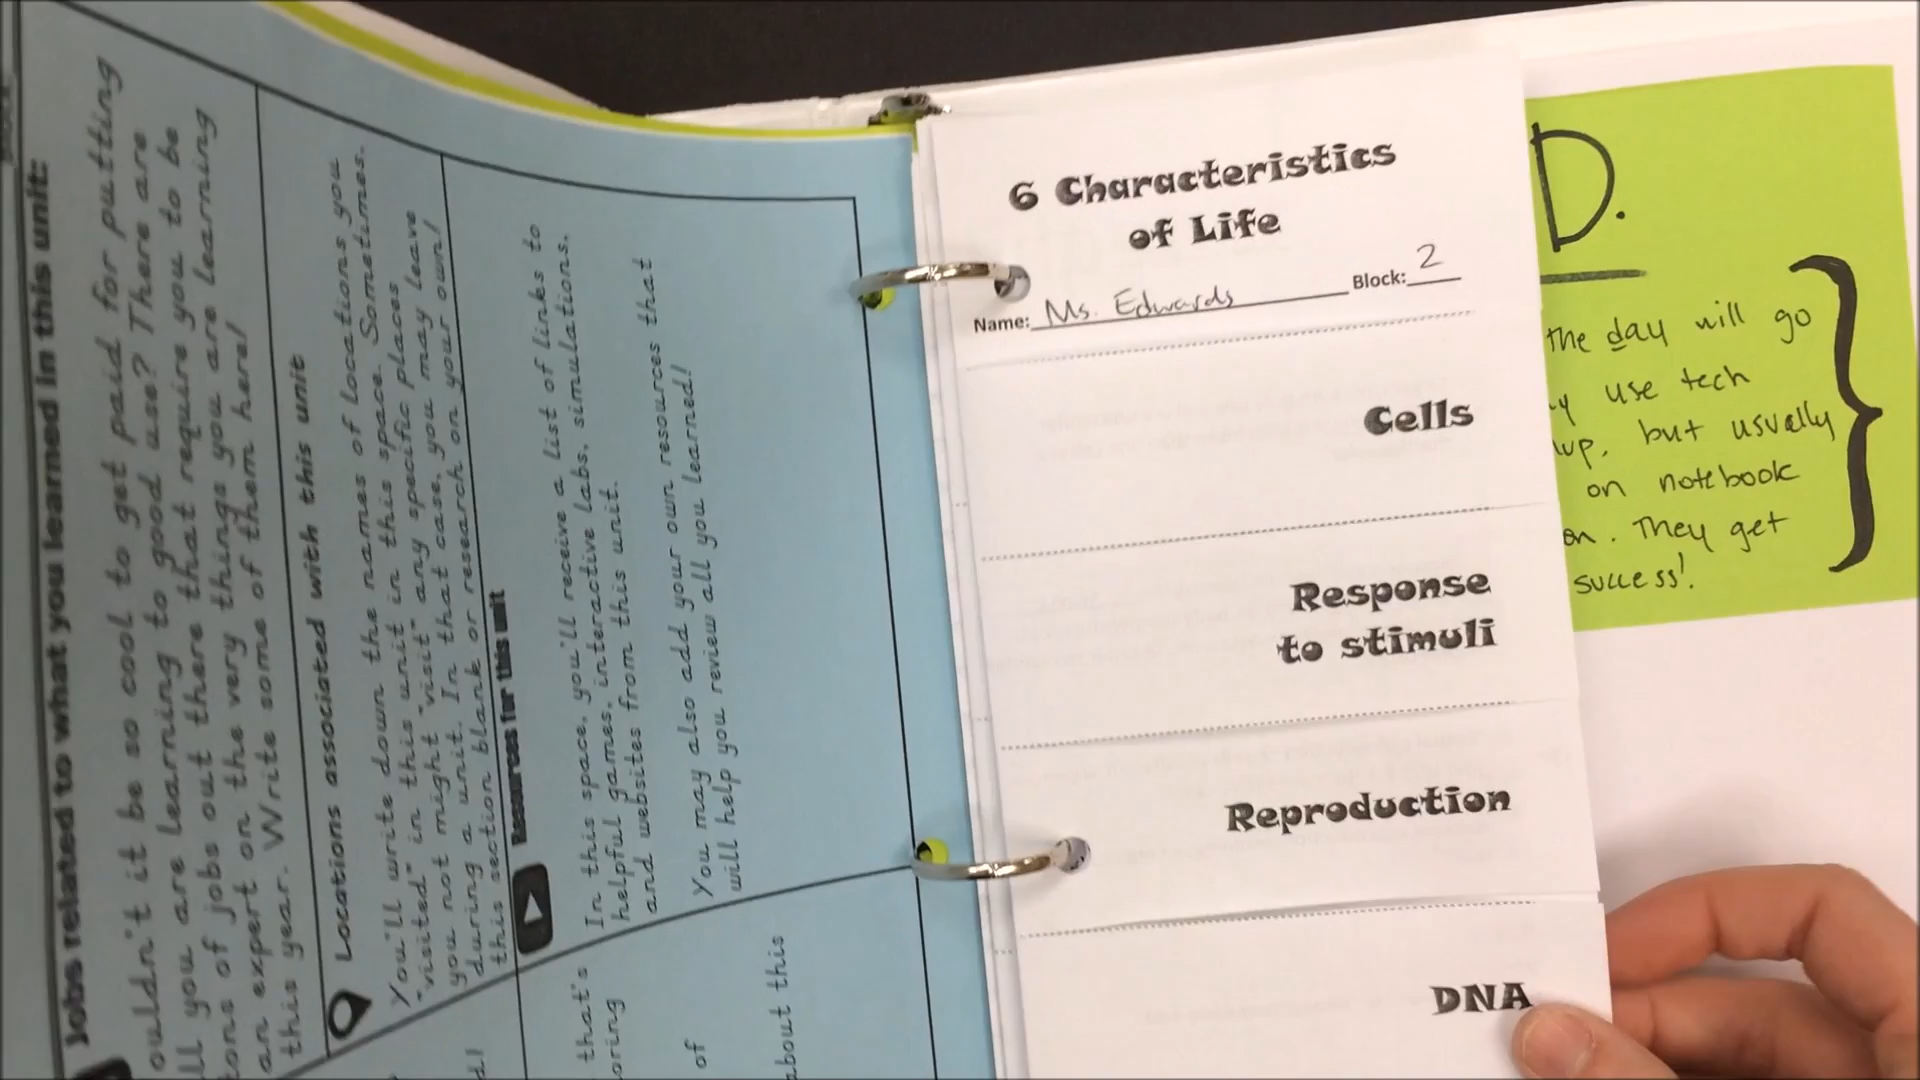 Jobs related to what you learned in this unit:
ouldn't it be so cool to get paid for putting
ll you are learning to good use? There are
tons of jobs out there that require you to be
an expert on the very things you are learning
this year. Write some of them here!
Locations associated with this unit
You'll write down the names of locations you
"visited" in this unit in this space. Sometimes,
you not might "visit" any specific places
during a unit. In that case, you may leave
this section blank or research on your own!
Resources for this unit
In this space, you'll receive a list of links to
helpful games, interactive labs, simulations,
and websites from this unit.
You may also add your own resources that
will help you review all you learned!
d!
that's
oring
of
about this
6 Characteristics
of Life
Name: Ms. Edwards Block: 2
Cells
Response
to stimuli
Reproduction
DNA
D.
the day will go
y use tech
up, but usually
on notebook
on. They get
success!